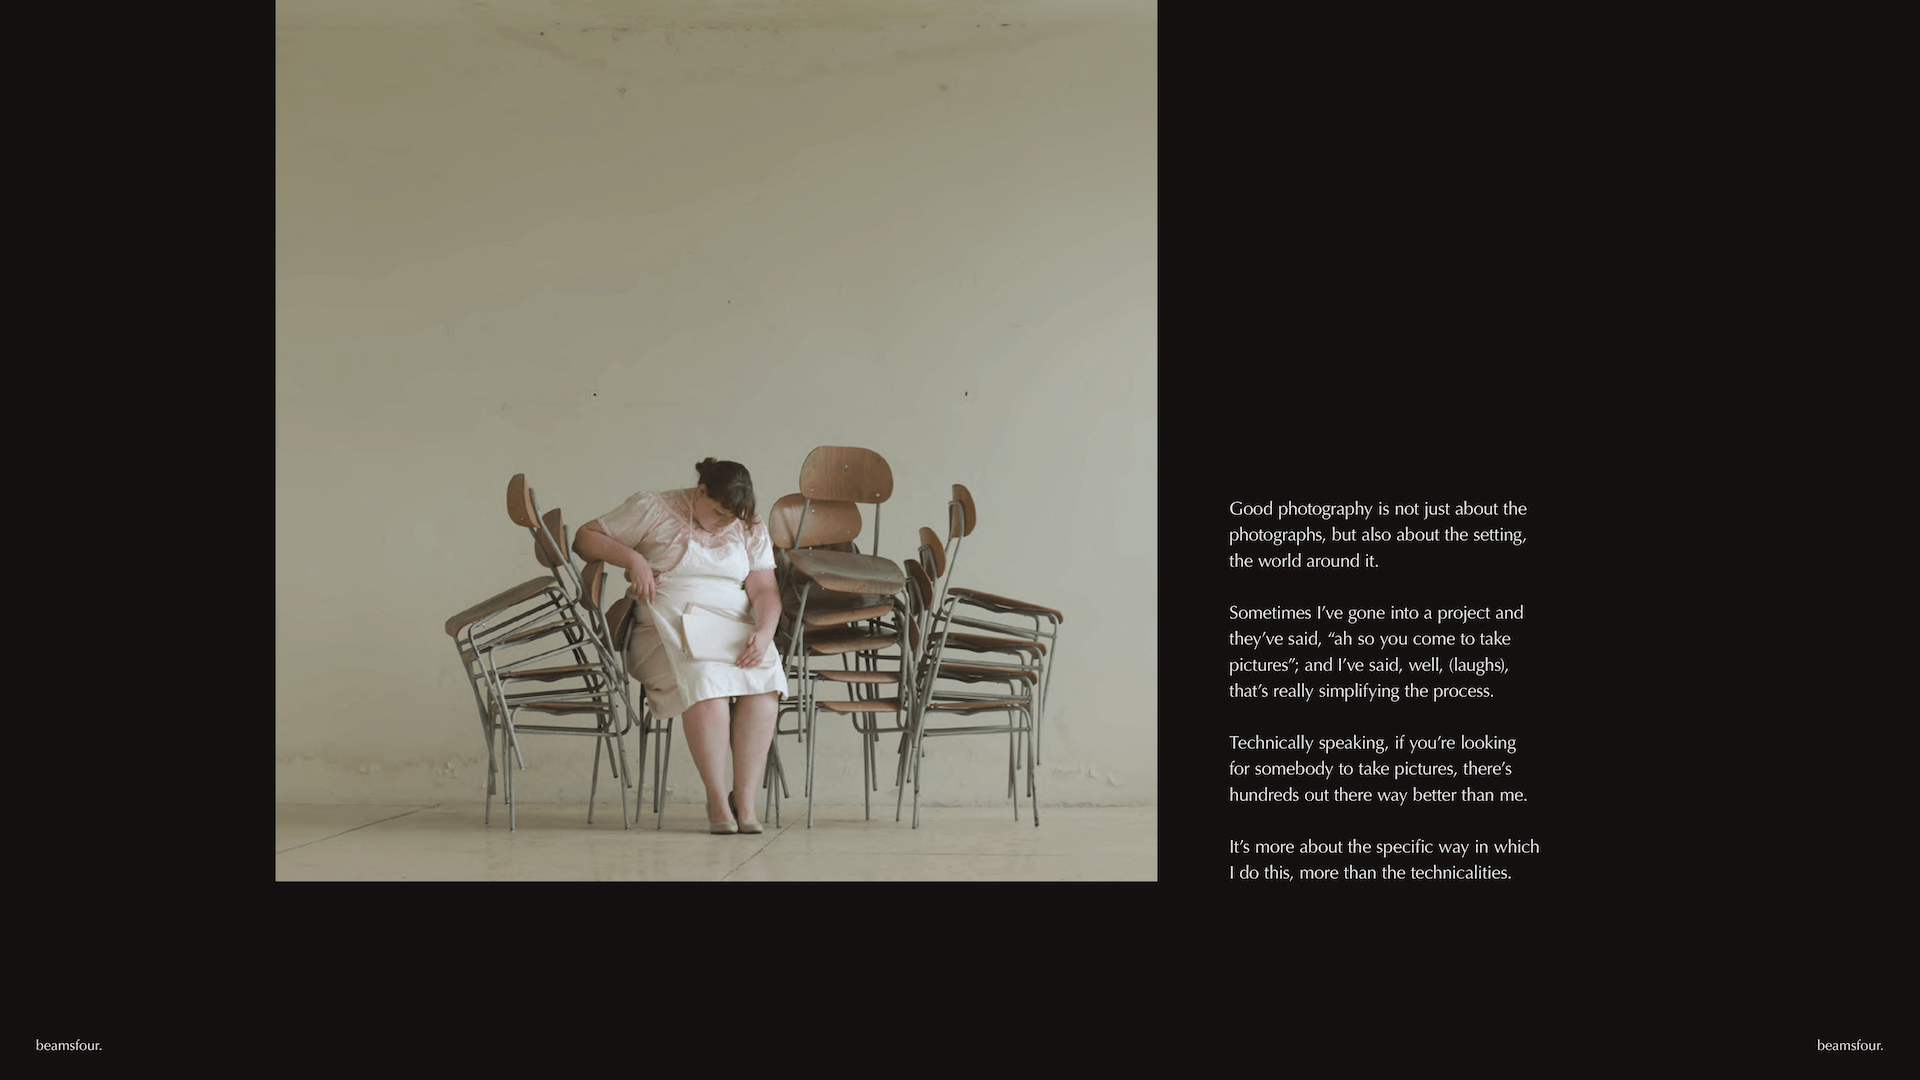 Good photography is not just about the
photographs, but also about the setting,
the world around it.
Sometimes I’ve gone into a project and
they’ve said, “ah so you come to take
pictures”; and I’ve said, well, (laughs),
that’s really simplifying the process.
Technically speaking, if you’re looking
for somebody to take pictures, there’s
hundreds out there way better than me.
It’s more about the specific way in which
I do this, more than the technicalities.
beamsfour.
beamsfour.